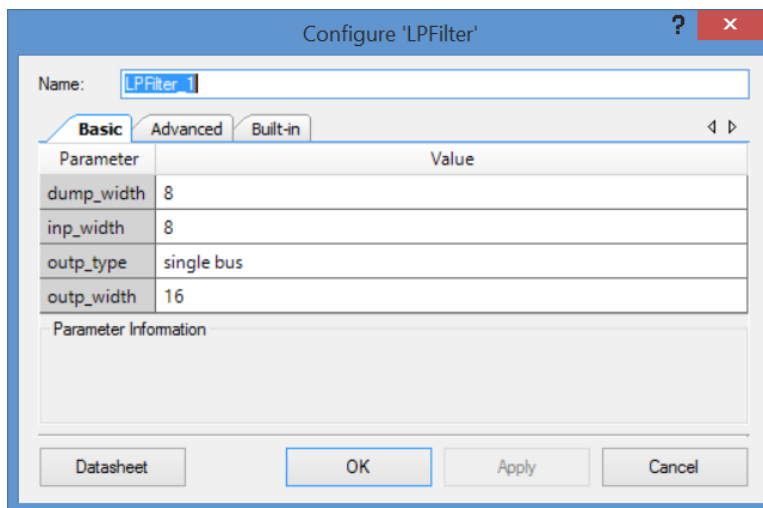 Configure 'LPFilter'
?
Name: LPFilter_1
Basic Advanced Built-in
Parameter Value
dump_width 8
inp_width 8
outp_type single bus
outp_width 16
Parameter Information
Datasheet OK Apply Cancel